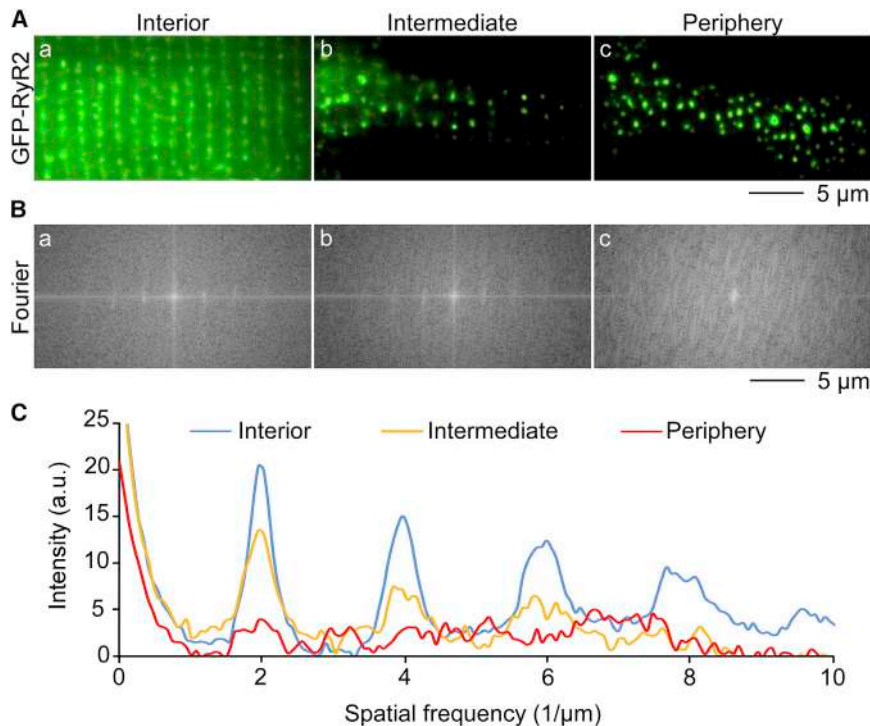 A
Interior
Intermediate
Periphery
GFP-RyR2
a
b
c
5 µm
B
Fourier
a
b
c
5 µm
C
Interior
Intermediate
Periphery
25
20
15
10
5
0
Intensity (a.u.)
0
2
4
6
8
10
Spatial frequency (1/µm)